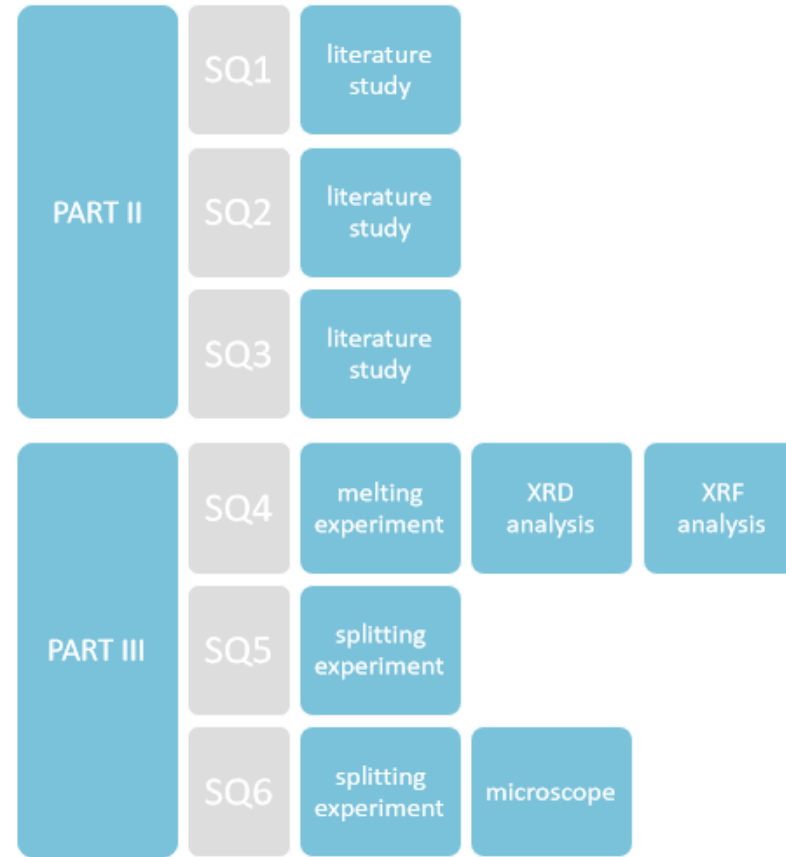 PART II
SQ1
literature
study
SQ2
literature
study
SQ3
literature
study
PART III
SQ4
melting
experiment
XRD
analysis
XRF
analysis
SQ5
splitting
experiment
SQ6
splitting
experiment
microscope